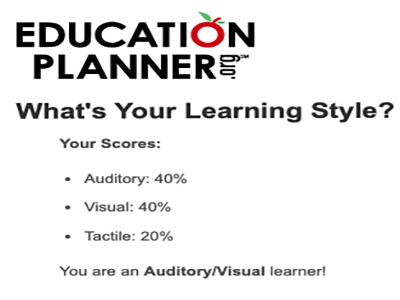 EDUCATION
PLANNER.org℠
What's Your Learning Style?
Your Scores:
• Auditory: 40%
• Visual: 40%
• Tactile: 20%
You are an Auditory/Visual learner!